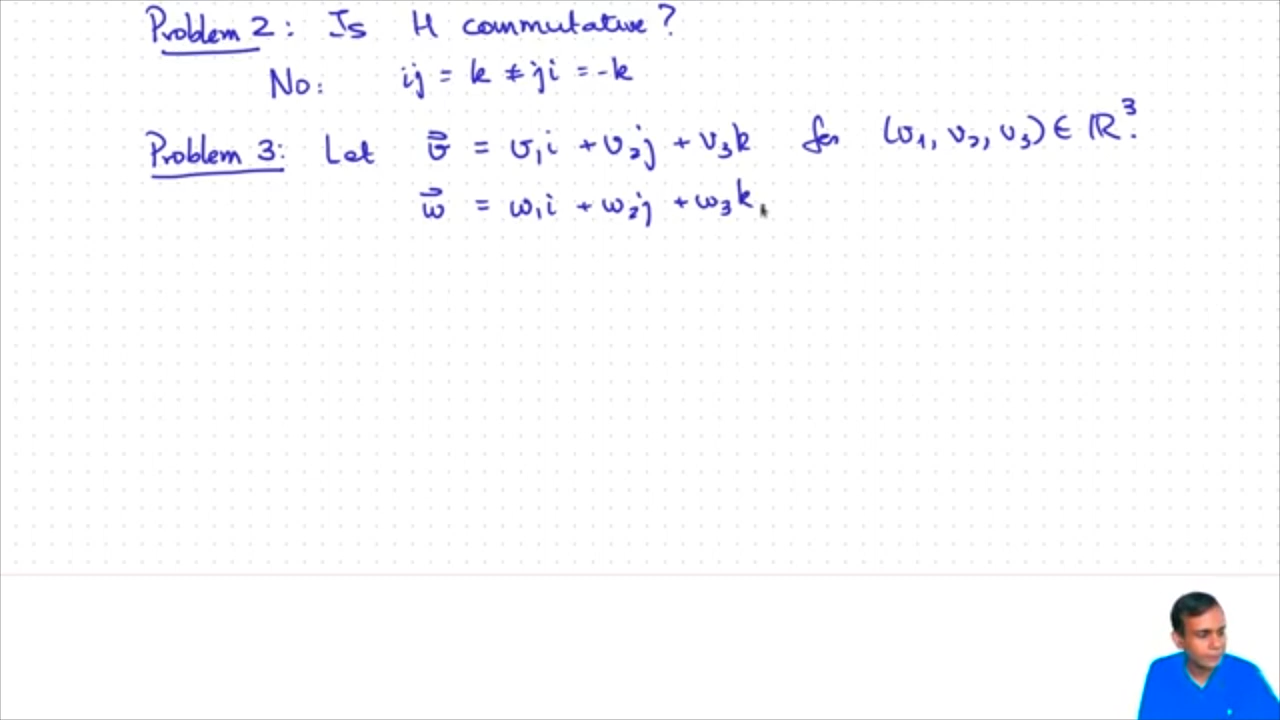 Problem 2: Is H commutative?
No: ij = k ≠ ji = -k
Problem 3: Let v⃗ = v₁i + v₂j + v₃k for (v₁, v₂, v₃) ∈ ℝ³.
w⃗ = w₁i + w₂j + w₃k,